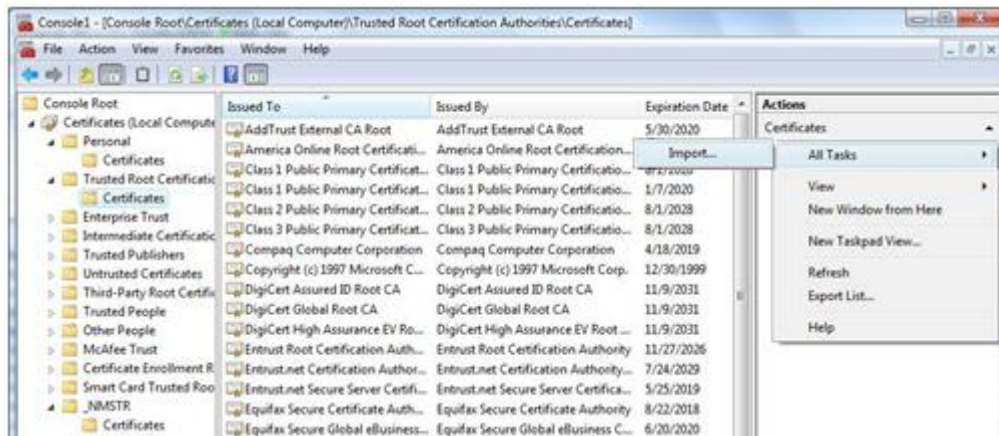 Console1 - [Console Root\Certificates (Local Computer)\Trusted Root Certification Authorities\Certificates]
File Action View Favorites Window Help
Console Root
Certificates (Local Compute
Personal
Certificates
Trusted Root Certificatio
Certificates
Enterprise Trust
Intermediate Certificatic
Trusted Publishers
Untrusted Certificates
Third-Party Root Certific
Trusted People
Other People
McAfee Trust
Certificate Enrollment R
Smart Card Trusted Roo
_NMSTR
Certificates
Issued To Issued By Expiration Date
AddTrust External CA Root AddTrust External CA Root 5/30/2020
America Online Root Certificati... America Online Root Certification...
Class 1 Public Primary Certificat... Class 1 Public Primary Certificatio...
Class 1 Public Primary Certificat... Class 1 Public Primary Certificatio... 1/7/2020
Class 2 Public Primary Certificat... Class 2 Public Primary Certificatio... 8/1/2028
Class 3 Public Primary Certificat... Class 3 Public Primary Certificatio... 8/1/2028
Compaq Computer Corporation Compaq Computer Corporation 4/18/2019
Copyright (c) 1997 Microsoft C... Copyright (c) 1997 Microsoft Corp. 12/30/1999
DigiCert Assured ID Root CA DigiCert Assured ID Root CA 11/9/2031
DigiCert Global Root CA DigiCert Global Root CA 11/9/2031
DigiCert High Assurance EV Ro... DigiCert High Assurance EV Root ... 11/9/2031
Entrust Root Certification Auth... Entrust Root Certification Authority 11/27/2026
Entrust.net Certification Author... Entrust.net Certification Authority... 7/24/2029
Entrust.net Secure Server Certifi... Entrust.net Secure Server Certifica... 5/25/2019
Equifax Secure Certificate Auth... Equifax Secure Certificate Authority 8/22/2018
Equifax Secure Global eBusiness... Equifax Secure Global eBusiness C... 6/20/2020
Import...
Actions
Certificates
All Tasks
View
New Window from Here
New Taskpad View...
Refresh
Export List...
Help